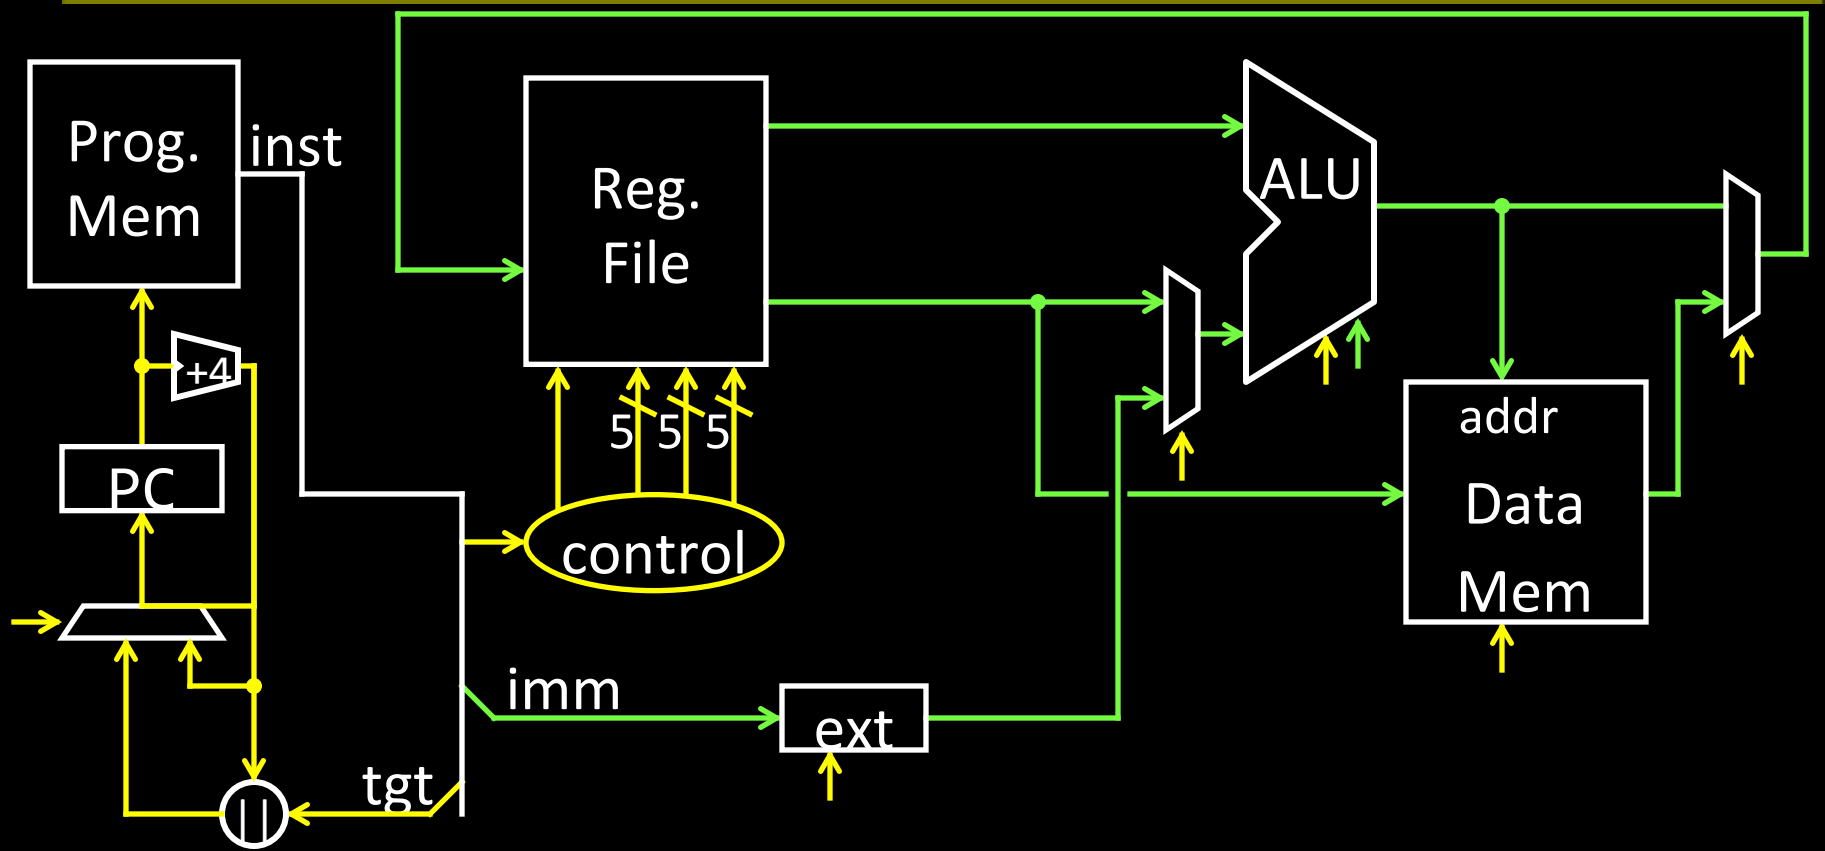 Prog.
Mem
inst
Reg.
File
ALU
+4
5 5 5
addr
PC
Data
control
Mem
imm
ext
tgt
||